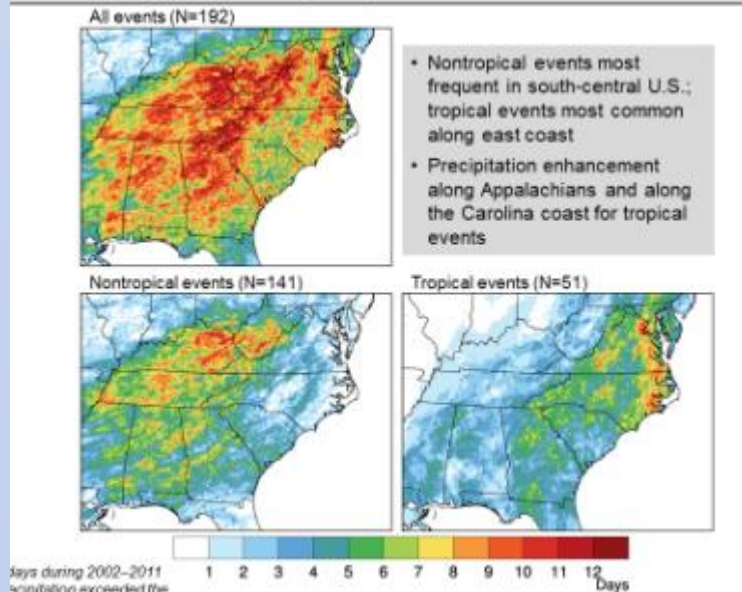 All events (N=192)
• Nontropical events most
frequent in south-central U.S.;
tropical events most common
along east coast
• Precipitation enhancement
along Appalachians and along
the Carolina coast for tropical
events
Nontropical events (N=141)
Tropical events (N=51)
1 2 3 4 5 6 7 8 9 10 11 12
Days
days during 2002–2011
exceeded the